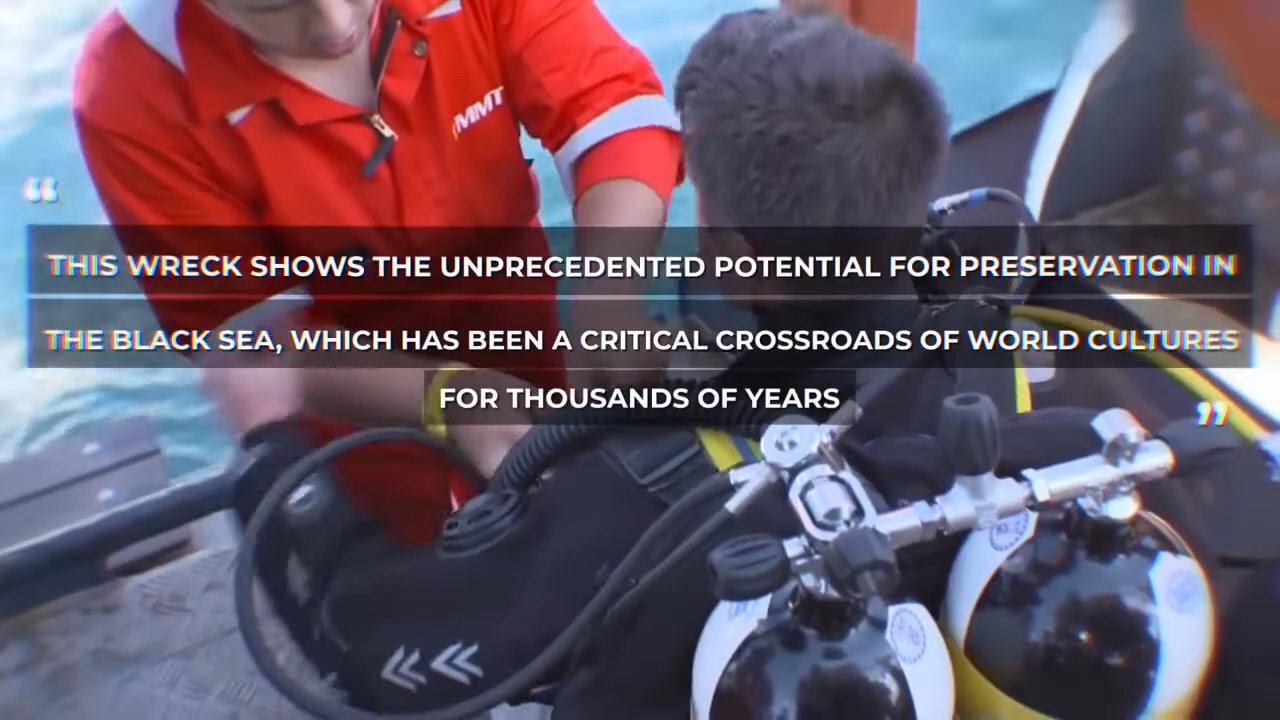 MMT
“
THIS WRECK SHOWS THE UNPRECEDENTED POTENTIAL FOR PRESERVATION IN
THE BLACK SEA, WHICH HAS BEEN A CRITICAL CROSSROADS OF WORLD CULTURES
FOR THOUSANDS OF YEARS
”